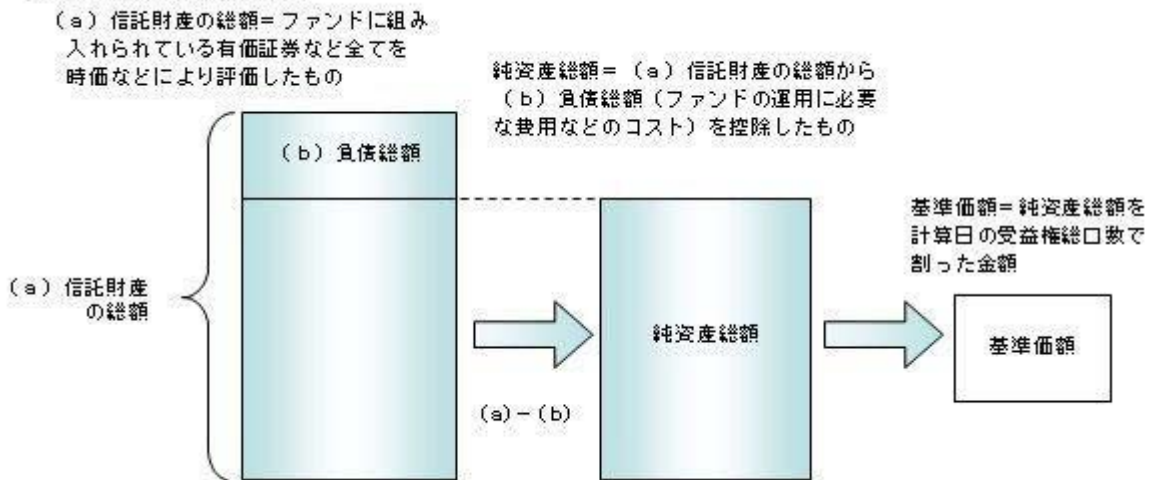 （a）信託財産の総額＝ファンドに組み
入れられている有価証券など全てを
時価などにより評価したもの
純資産総額＝（a）信託財産の総額から
（b）負債総額（ファンドの運用に必要
な費用などのコスト）を控除したもの
（b）負債総額
基準価額＝純資産総額を
計算日の受益権総口数で
割った金額
（a）信託財産
の総額
純資産総額
基準価額
（a）－（b）